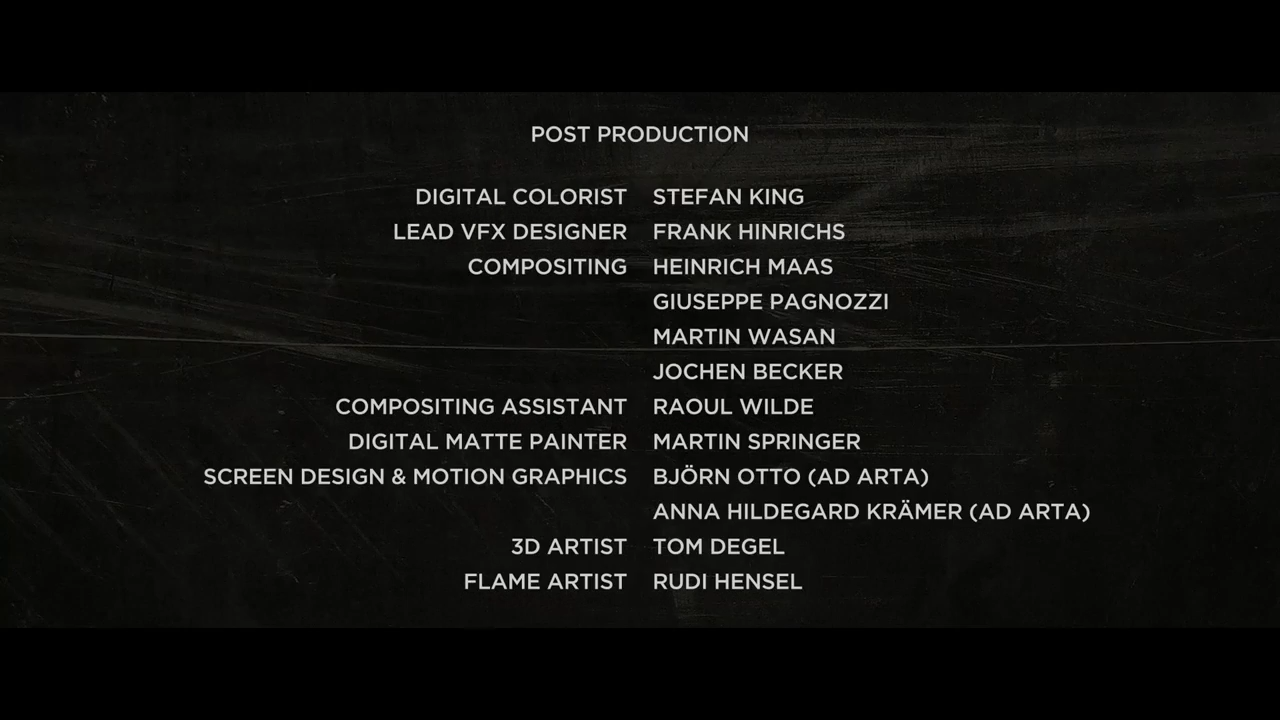 POST PRODUCTION
DIGITAL COLORIST STEFAN KING
LEAD VFX DESIGNER FRANK HINRICHS
COMPOSITING HEINRICH MAAS
GIUSEPPE PAGNOZZI
MARTIN WASAN
JOCHEN BECKER
COMPOSITING ASSISTANT RAOUL WILDE
DIGITAL MATTE PAINTER MARTIN SPRINGER
SCREEN DESIGN & MOTION GRAPHICS BJÖRN OTTO (AD ARTA)
ANNA HILDEGARD KRÄMER (AD ARTA)
3D ARTIST TOM DEGEL
FLAME ARTIST RUDI HENSEL